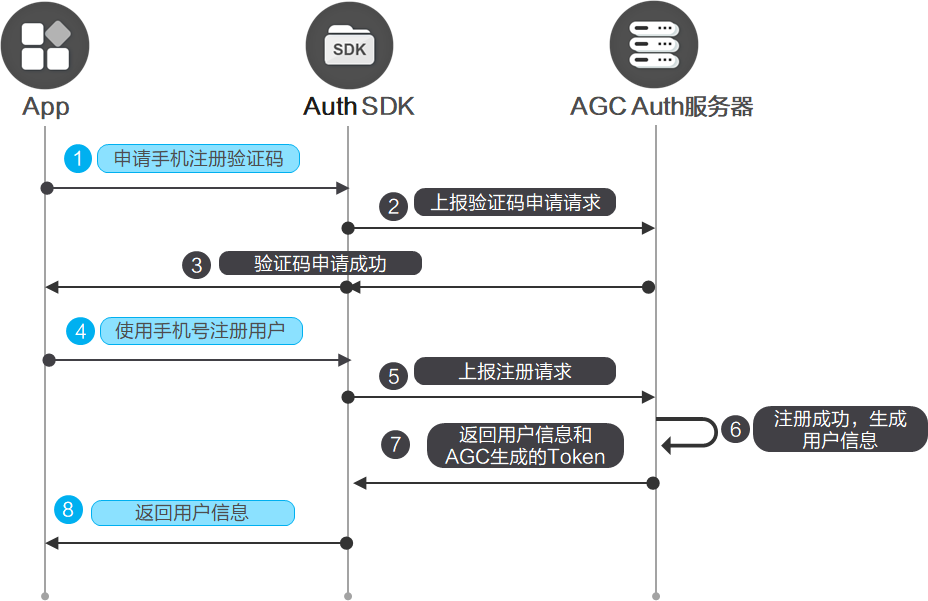 SDK
App
Auth SDK
AGC Auth服务器
1 申请手机注册验证码
2 上报验证码申请请求
3 验证码申请成功
4 使用手机号注册用户
5 上报注册请求
6 注册成功，生成
用户信息
7 返回用户信息和
AGC生成的Token
8 返回用户信息